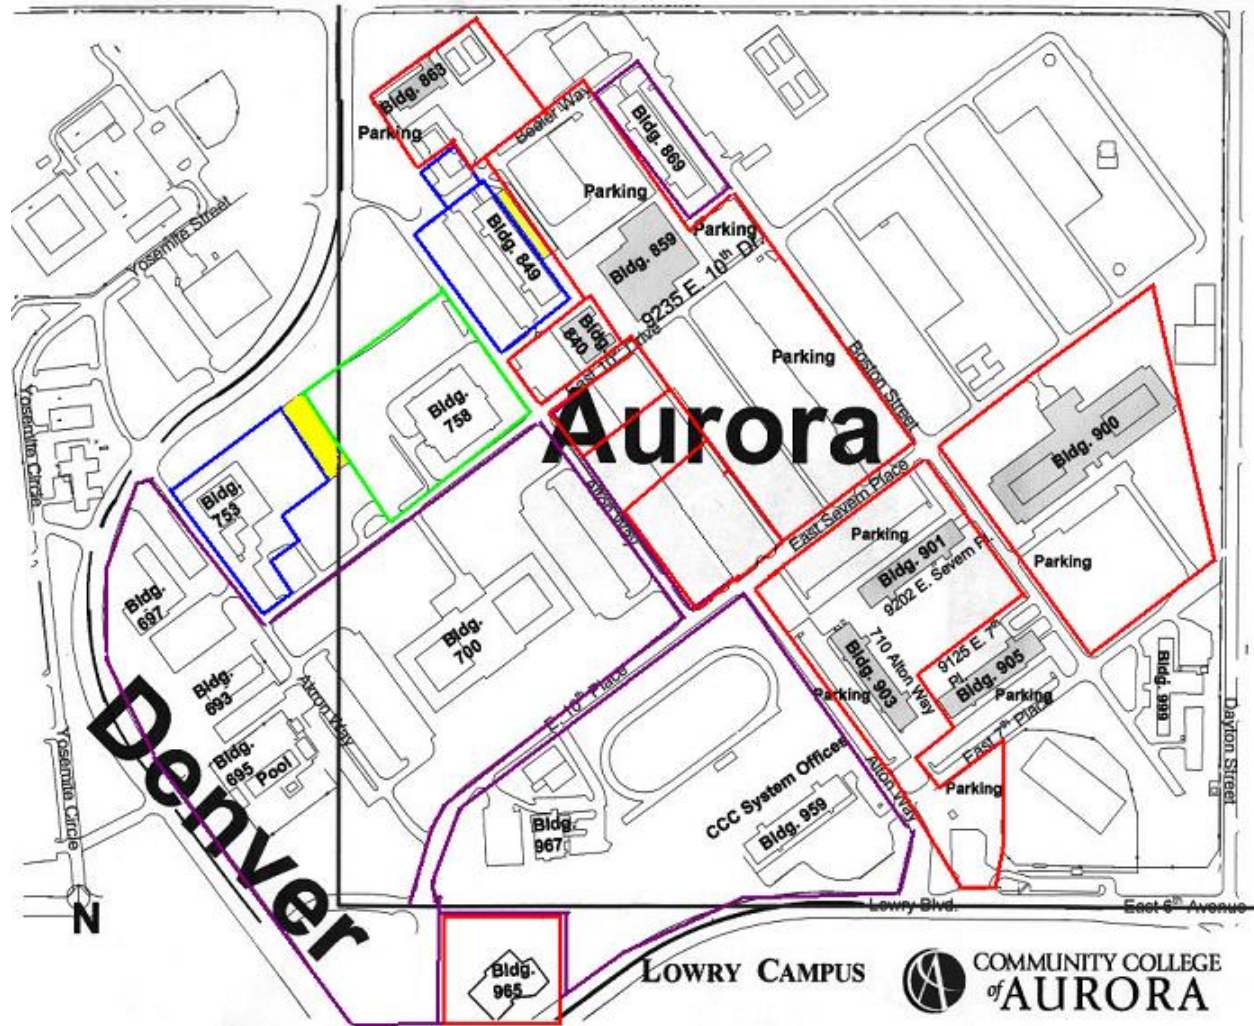 Bldg. 863
Parking
Beeler Way
Bldg. 869
Parking
Parking
Yosemite Street
Bldg. 849
Bldg. 859
9235 E. 10th Dr.
Bldg.
840
East 10th Drive
Parking
Boston Street
Bldg.
758
Aurora
Bldg. 900
Yosemite Circle
Bldg.
753
Alton Way
East Severn Place
Parking
Bldg. 901
9202 E. Severn Pl.
Parking
Bldg.
697
Bldg.
700
710 Alton Way
Bldg. 903
9125 E. 7th
Pl.
Bldg. 905
Parking
Parking
East 7th Place
Bldg. 999
Bldg.
693
Akron Way
E. 10th Place
Denver
Bldg.
695
Pool
Yosemite Circle
CCC System Offices
Bldg. 959
Alton Way
Parking
Dayton Street
Bldg.
967
N
Lowry Blvd.
East 6th Avenue
Bldg.
965
LOWRY CAMPUS
COMMUNITY COLLEGE
of AURORA